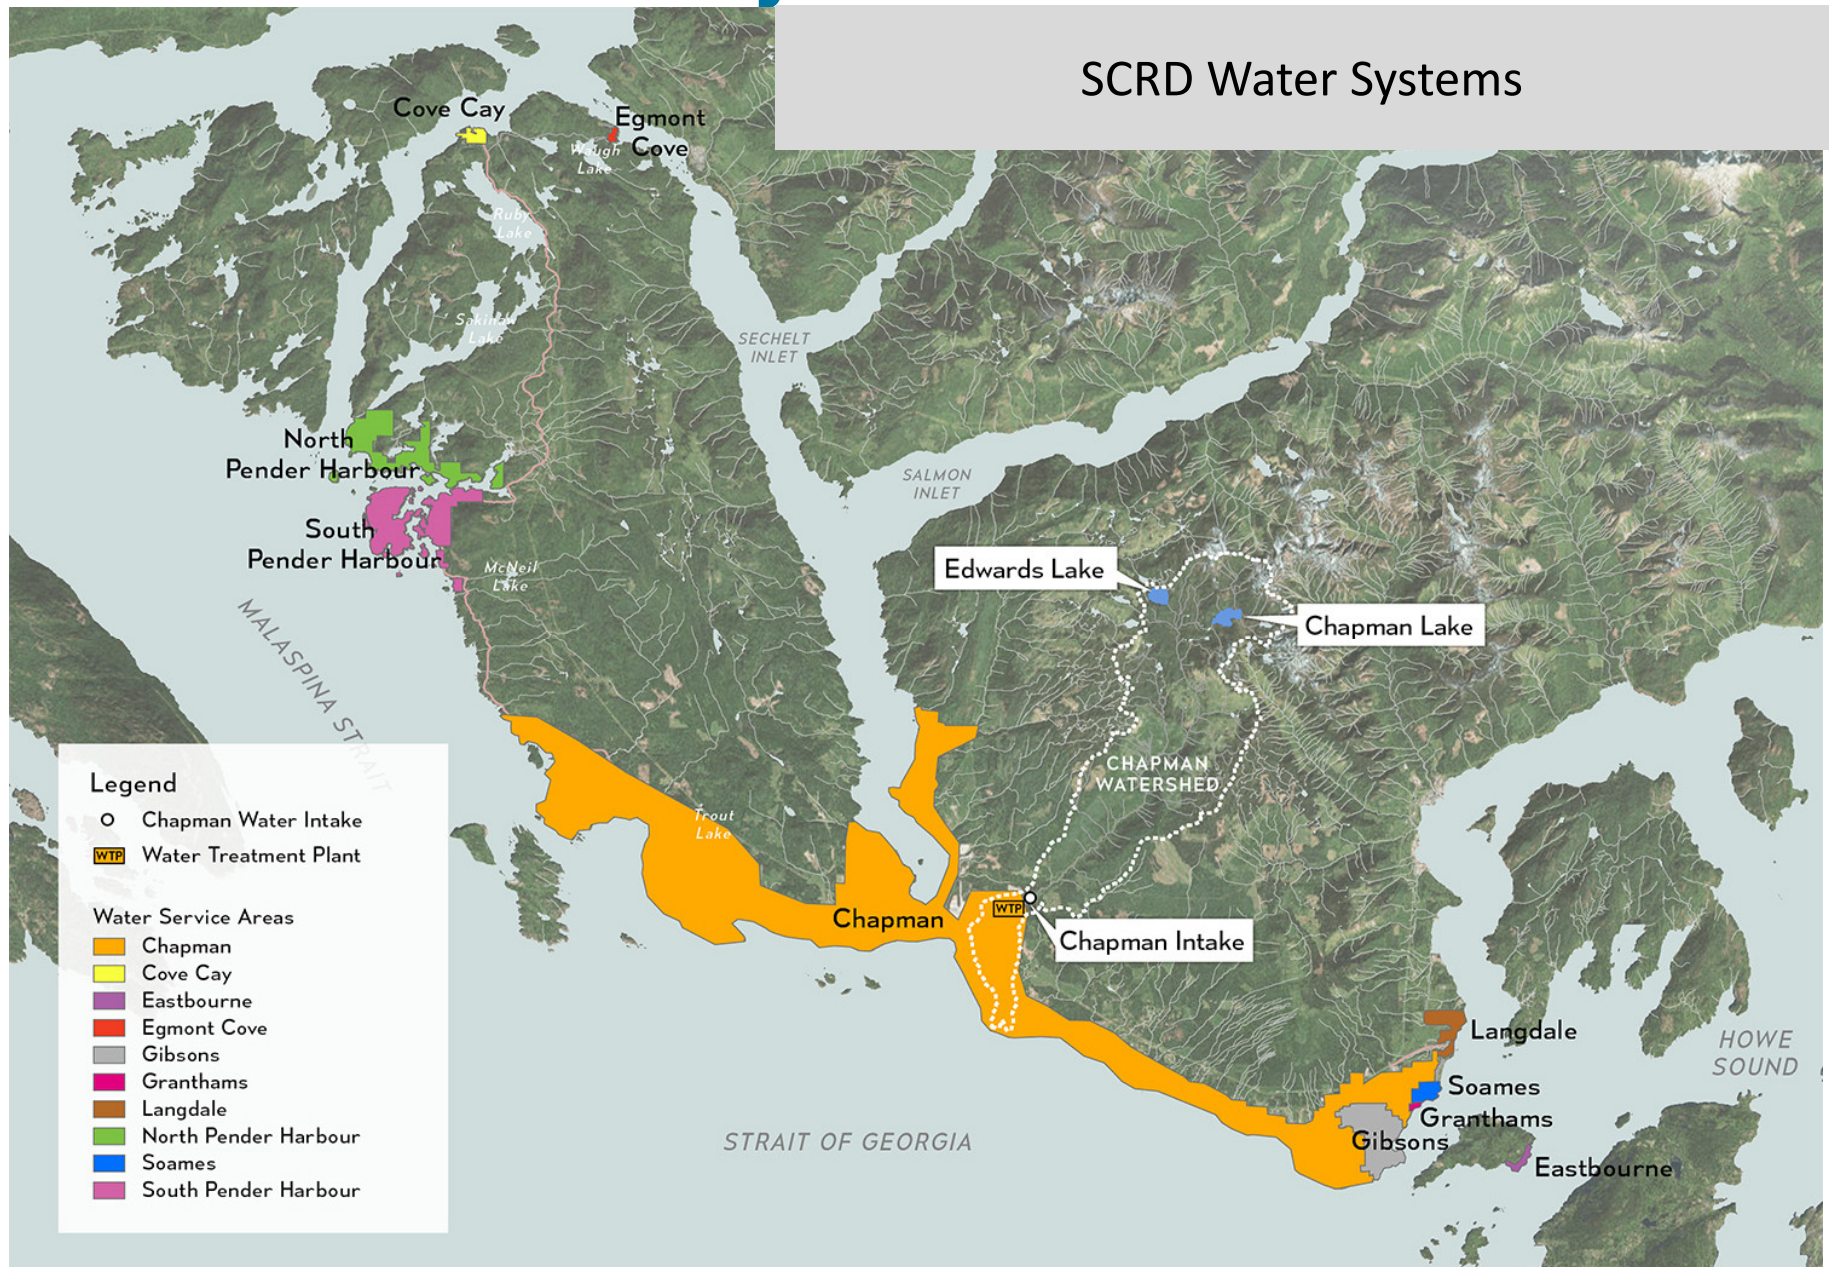 SCRD Water Systems
Cove Cay
Egmont
Cove
Waugh
Lake
Ruby
Lake
Sakinaw
Lake
SECHELT
INLET
North
Pender Harbour
SALMON
INLET
South
Pender Harbour
McNeil
Lake
Edwards Lake
Chapman Lake
MALASPINA STRAIT
CHAPMAN
WATERSHED
Trout
Lake
Chapman
WTP
Chapman Intake
Langdale
HOWE
SOUND
Soames
Granthams
Gibsons
Eastbourne
STRAIT OF GEORGIA
Legend
Chapman Water Intake
WTP Water Treatment Plant
Water Service Areas
Chapman
Cove Cay
Eastbourne
Egmont Cove
Gibsons
Granthams
Langdale
North Pender Harbour
Soames
South Pender Harbour